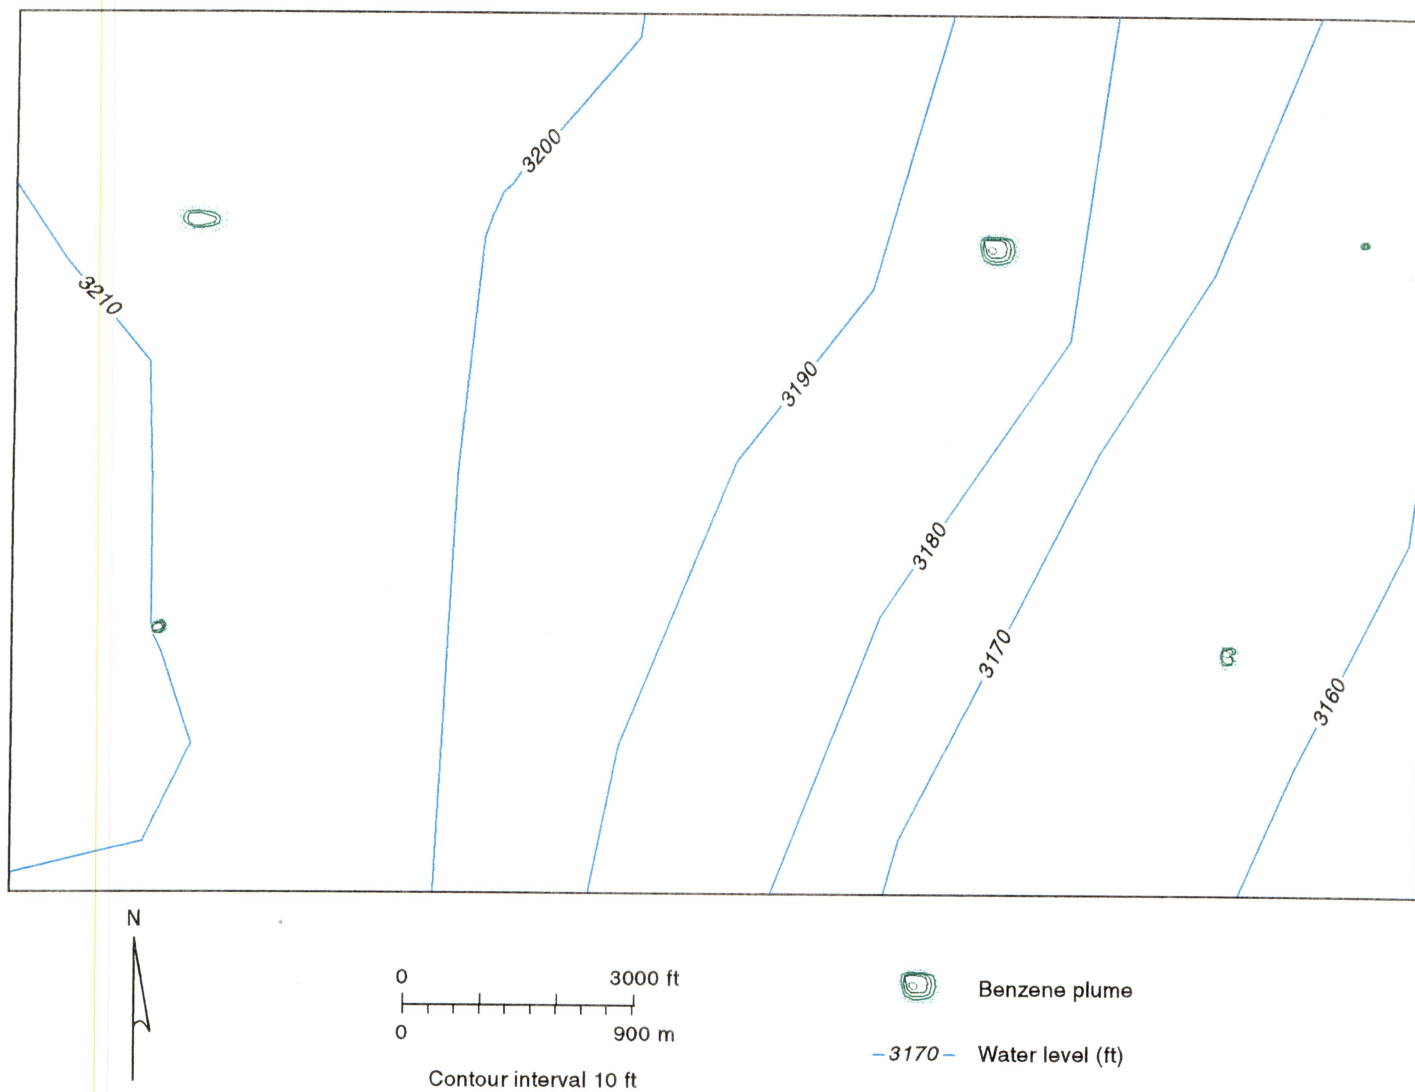 3200
3210
3190
3180
3170
3160
N
0 3000 ft
0 900 m
Contour interval 10 ft
Benzene plume
3170 Water level (ft)